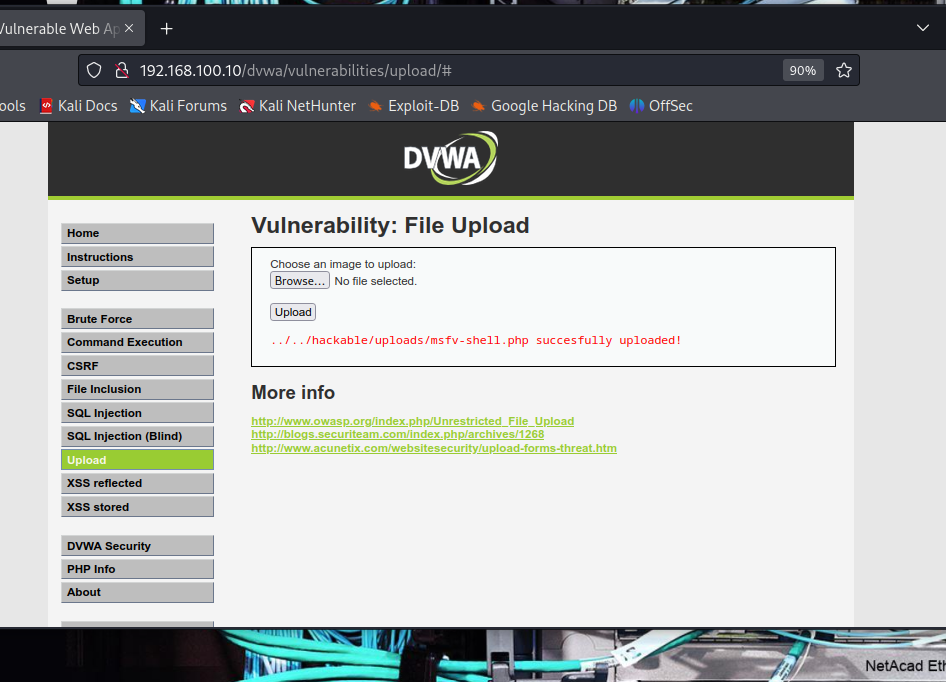 Vulnerable Web Ap
192.168.100.10/dvwa/vulnerabilities/upload/#
90%
ools
Kali Docs
Kali Forums
Kali NetHunter
Exploit-DB
Google Hacking DB
OffSec
DVWA
Home
Instructions
Setup
Brute Force
Command Execution
CSRF
File Inclusion
SQL Injection
SQL Injection (Blind)
Upload
XSS reflected
XSS stored
DVWA Security
PHP Info
About
Vulnerability: File Upload
Choose an image to upload:
Browse... No file selected.
Upload
../../hackable/uploads/msfv-shell.php succesfully uploaded!
More info
http://www.owasp.org/index.php/Unrestricted_File_Upload
http://blogs.securiteam.com/index.php/archives/1268
http://www.acunetix.com/websitesecurity/upload-forms-threat.htm
NetAcad Eth